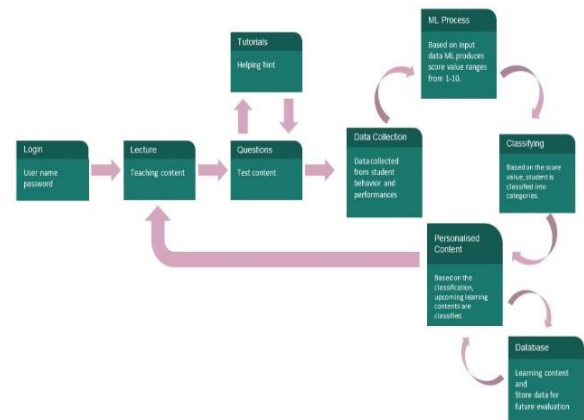 Tutorials
Helping hint
ML Process
Based on input
data ML produces
score value ranges
from 1-10.
Login
User name
password
Lecture
Teaching content
Questions
Test content
Data Collection
Data collected
from student
behavior and
performances
Classifying
Based on the score
value, student is
classified into
categories.
Personalised
Content
Based on the
classification,
upcoming learning
contents are
classified.
Database
Learning content
and
Store data for
future evaluation